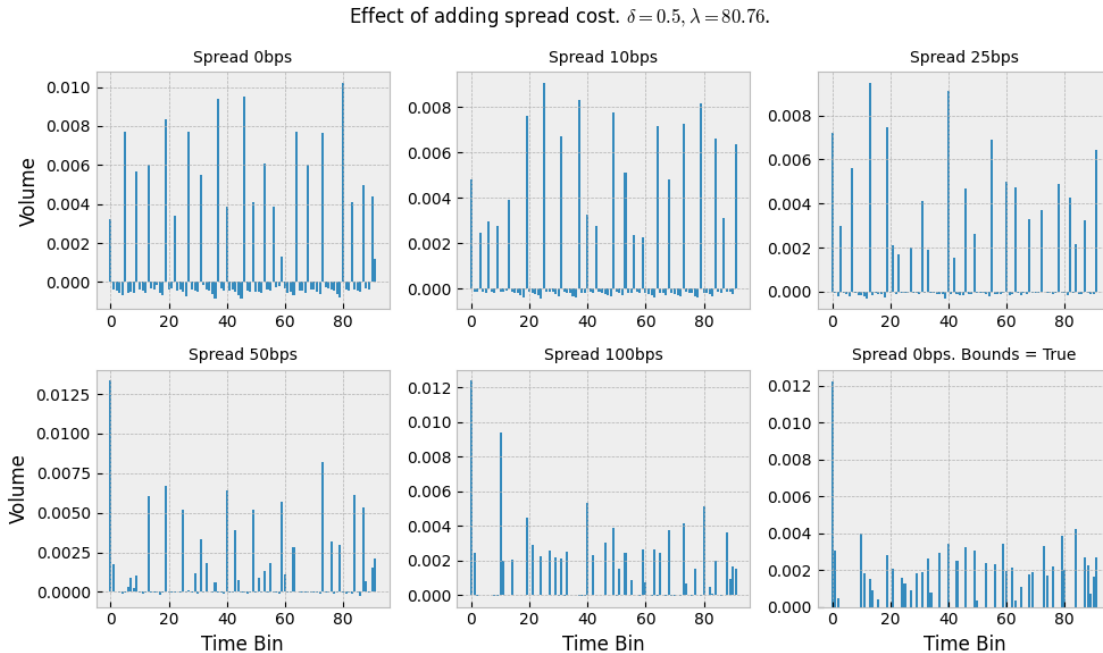 Effect of adding spread cost. δ = 0.5, λ = 80.76.
Spread 0bps
Spread 10bps
Spread 25bps
0.010
0.008
0.006
0.004
0.002
0.000
Volume
0 20 40 60 80
0.008
0.006
0.004
0.002
0.000
0 20 40 60 80
0.008
0.006
0.004
0.002
0.000
0 20 40 60 80
Spread 50bps
Spread 100bps
Spread 0bps. Bounds = True
0.0125
0.0100
0.0075
0.0050
0.0025
0.0000
Volume
0 20 40 60 80
Time Bin
0.012
0.010
0.008
0.006
0.004
0.002
0.000
0 20 40 60 80
Time Bin
0.012
0.010
0.008
0.006
0.004
0.002
0.000
0 20 40 60 80
Time Bin